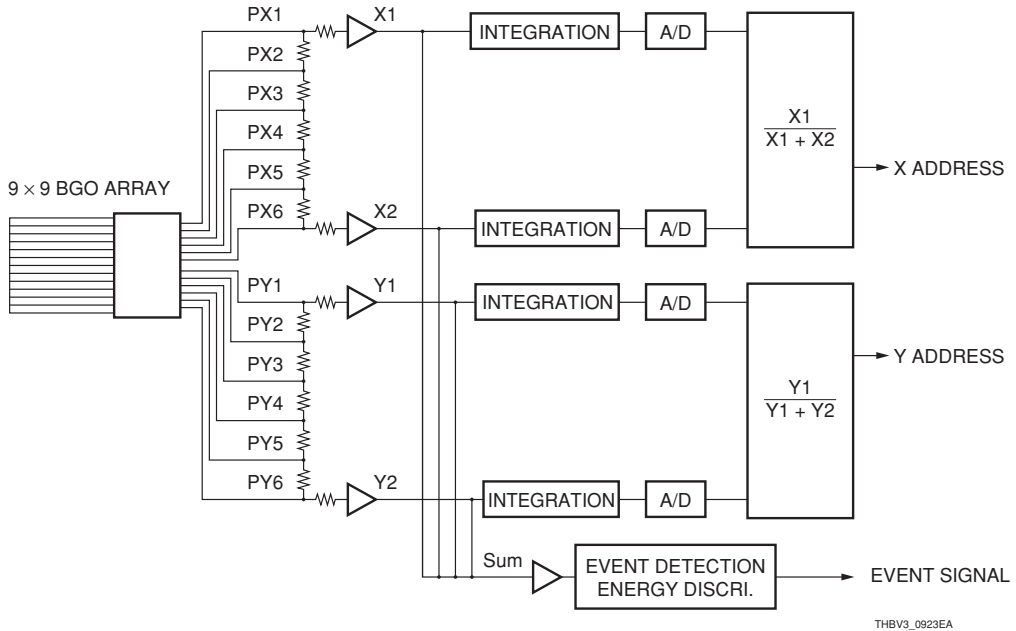 PX1
X1
INTEGRATION
A/D
PX2
PX3
X1
X1 + X2
PX4
X ADDRESS
PX5
9 × 9 BGO ARRAY
PX6
X2
INTEGRATION
A/D
PY1
Y1
INTEGRATION
A/D
PY2
Y ADDRESS
PY3
Y1
Y1 + Y2
PY4
PY5
PY6
Y2
INTEGRATION
A/D
Sum
EVENT DETECTION
ENERGY DISCRI.
EVENT SIGNAL
THBV3_0923EA